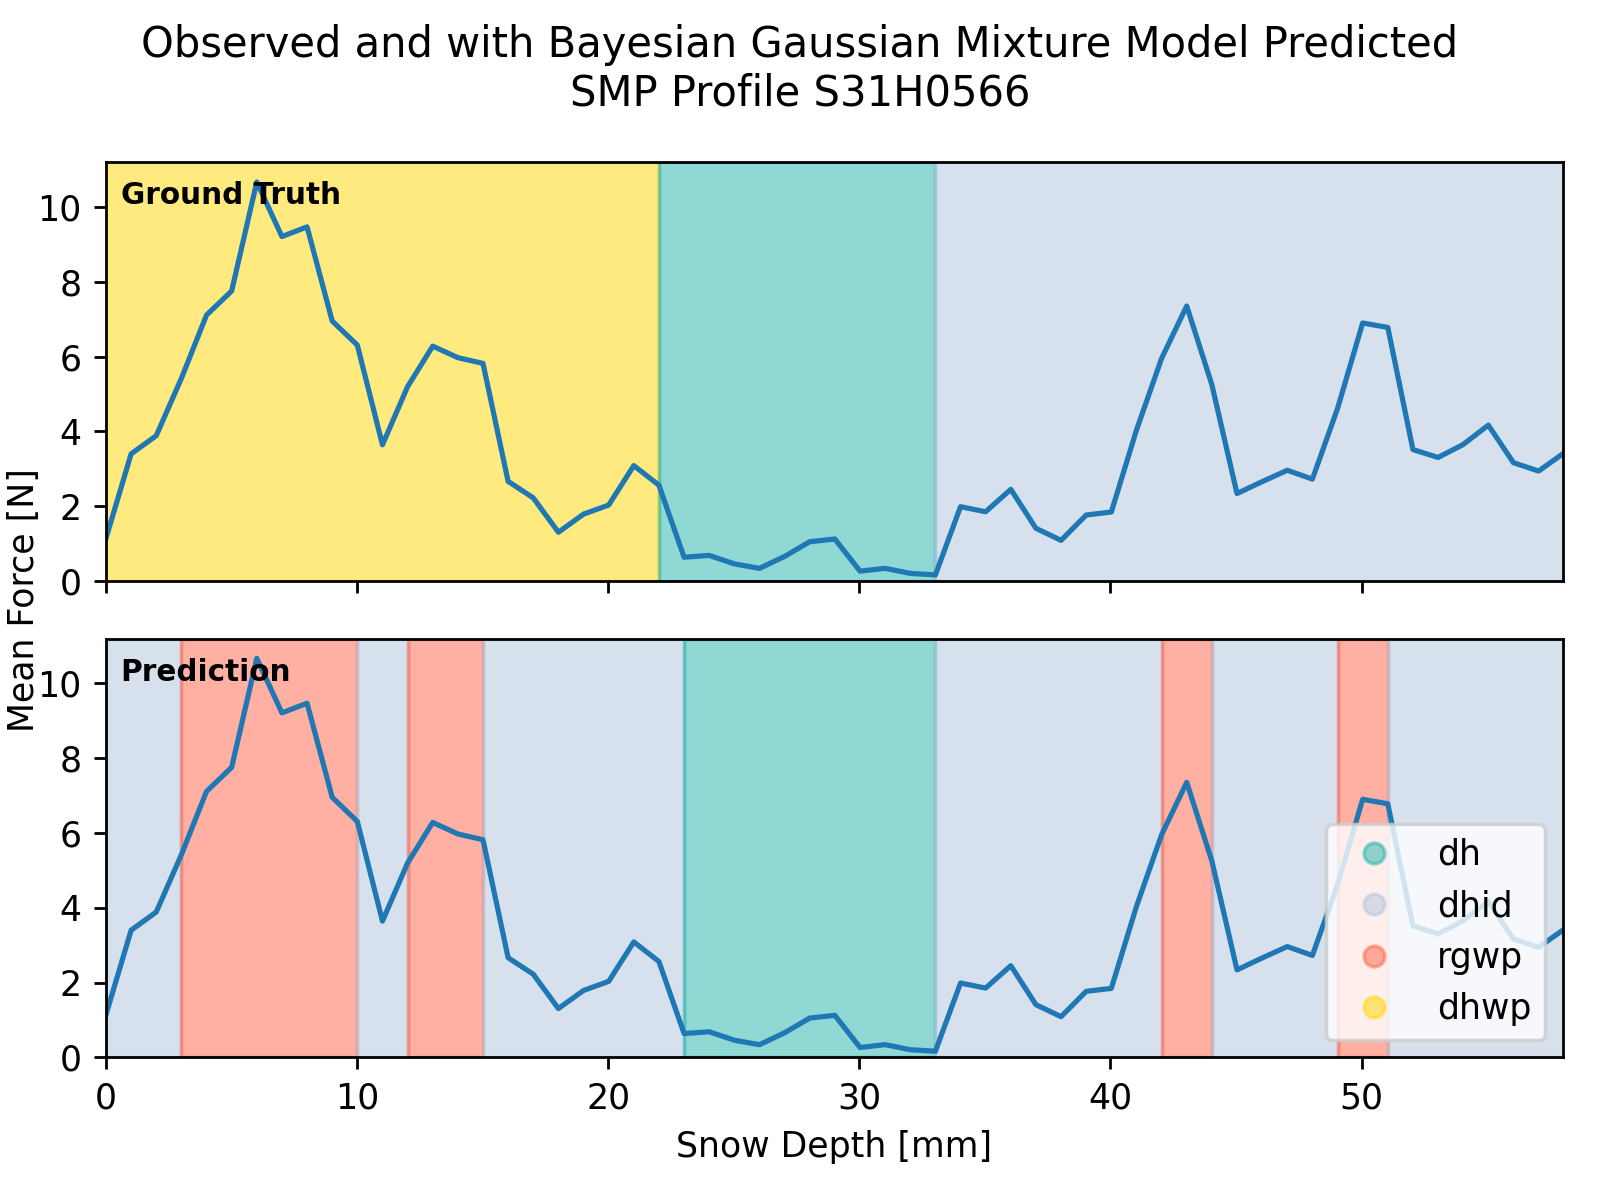 Observed and with Bayesian Gaussian Mixture Model Predicted
SMP Profile S31H0566
Ground Truth
10
8
6
4
2
0
Mean Force [N]
Prediction
10
8
6
4
2
0
dh
dhid
rgwp
dhwp
0 10 20 30 40 50
Snow Depth [mm]